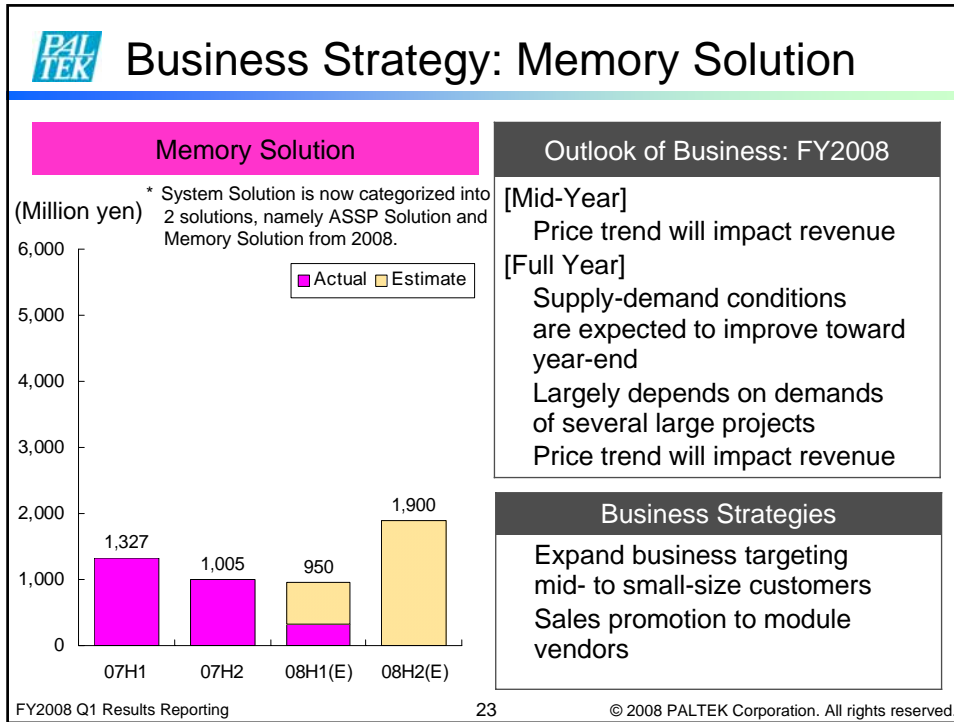 PAL
TEK
Business Strategy: Memory Solution
Memory Solution
* System Solution is now categorized into
2 solutions, namely ASSP Solution and
Memory Solution from 2008.
(Million yen)
6,000
5,000
4,000
3,000
2,000
1,000
0
Actual Estimate
1,327
1,005
950
1,900
07H1 07H2 08H1(E) 08H2(E)
Outlook of Business: FY2008
[Mid-Year]
Price trend will impact revenue
[Full Year]
Supply-demand conditions
are expected to improve toward
year-end
Largely depends on demands
of several large projects
Price trend will impact revenue
Business Strategies
Expand business targeting
mid- to small-size customers
Sales promotion to module
vendors
FY2008 Q1 Results Reporting 23 © 2008 PALTEK Corporation. All rights reserved.